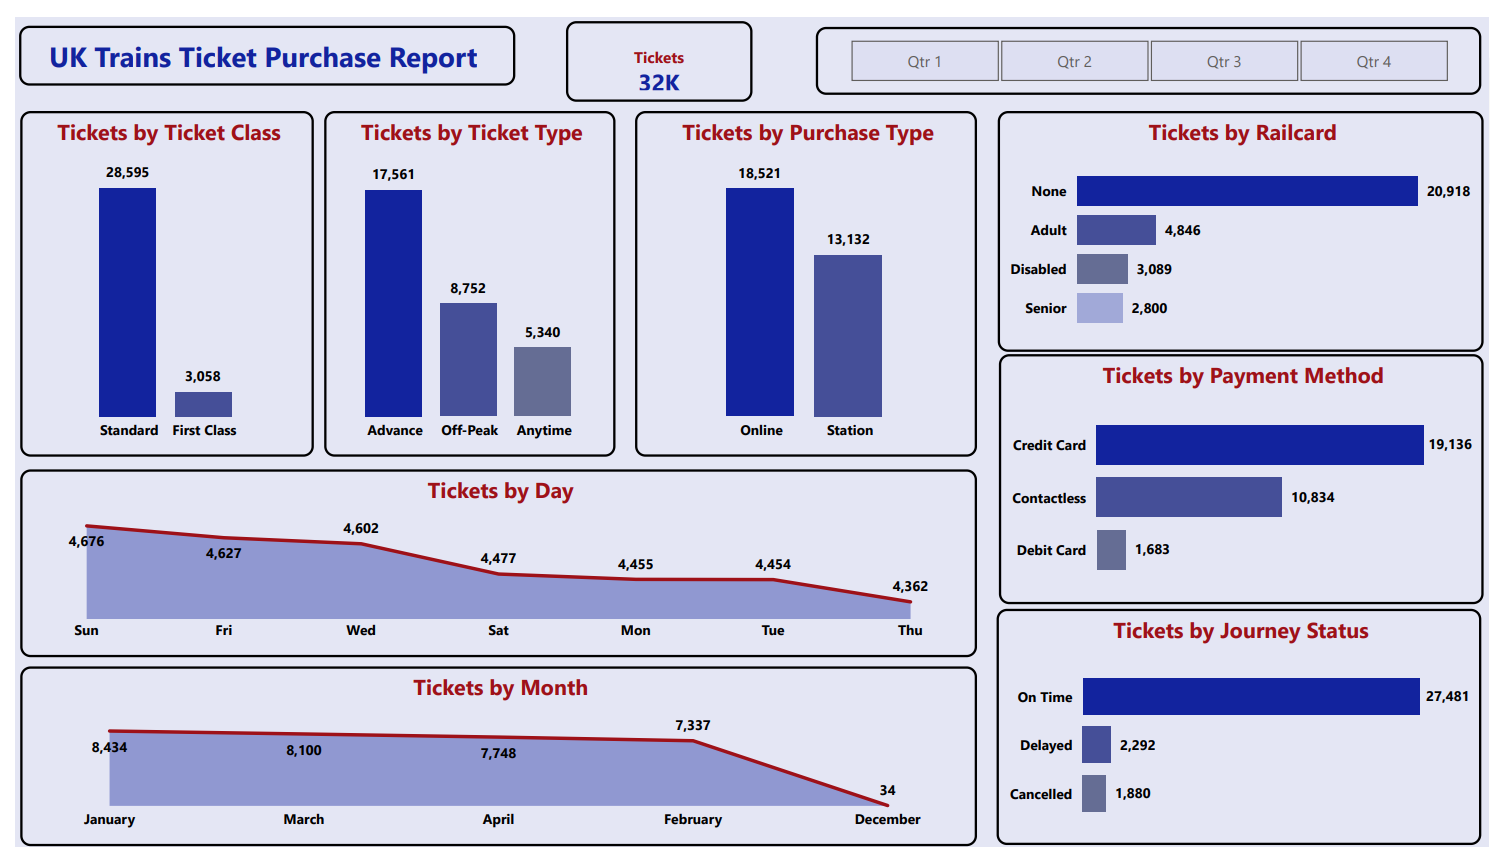 UK Trains Ticket Purchase Report
Tickets
32K
Qtr 1
Qtr 2
Qtr 3
Qtr 4
Tickets by Ticket Class
28,595
3,058
Standard
First Class
Tickets by Ticket Type
17,561
8,752
5,340
Advance
Off-Peak
Anytime
Tickets by Purchase Type
18,521
13,132
Online
Station
Tickets by Railcard
None
20,918
Adult
4,846
Disabled
3,089
Senior
2,800
Tickets by Payment Method
Credit Card
19,136
Contactless
10,834
Debit Card
1,683
Tickets by Day
4,676
4,627
4,602
4,477
4,455
4,454
4,362
Sun
Fri
Wed
Sat
Mon
Tue
Thu
Tickets by Month
8,434
8,100
7,748
7,337
34
January
March
April
February
December
Tickets by Journey Status
On Time
27,481
Delayed
2,292
Cancelled
1,880